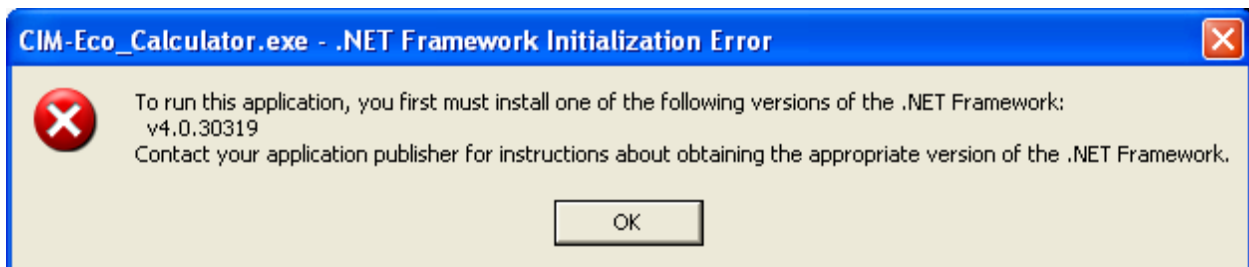 CIM-Eco_Calculator.exe - .NET Framework Initialization Error
To run this application, you first must install one of the following versions of the .NET Framework:
v4.0.30319
Contact your application publisher for instructions about obtaining the appropriate version of the .NET Framework.
OK